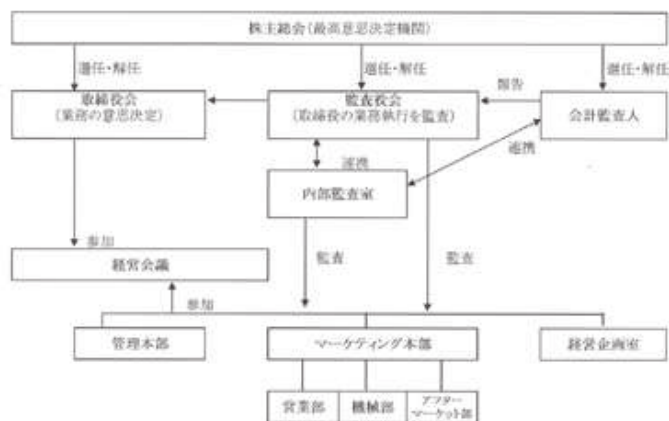 株主総会(最高意思決定機関)
選任・解任
選任・解任
選任・解任
取締役会
(業務の意思決定)
監査役会
(取締役の業務執行を監査)
報告
会計監査人
連携
連携
内部監査室
参加
監査
監査
経営会議
参加
管理本部
マーケティング本部
経営企画室
営業部
機械部
アフター
マーケット部